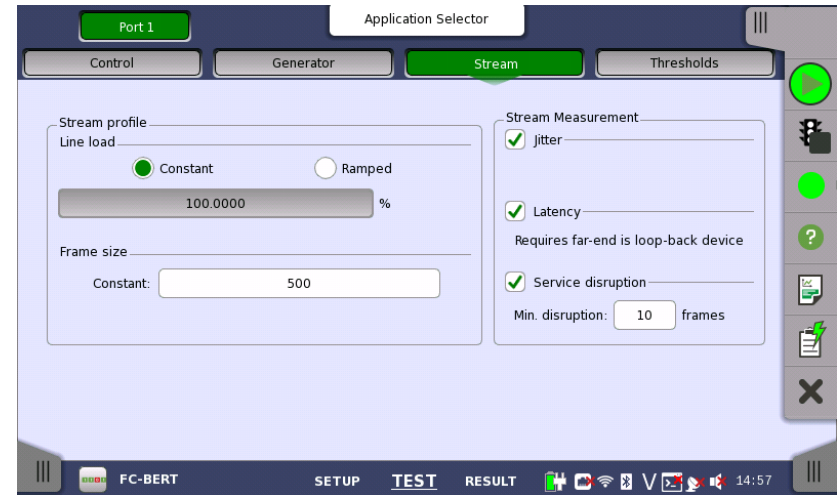 Port 1
Application Selector
Control
Generator
Stream
Thresholds
Stream profile
Line load
Constant
Ramped
100.0000
%
Frame size
Constant:
500
Stream Measurement
Jitter
Latency
Requires far-end is loop-back device
Service disruption
Min. disruption:
10
frames
?
FC-BERT
SETUP
TEST
RESULT
14:57